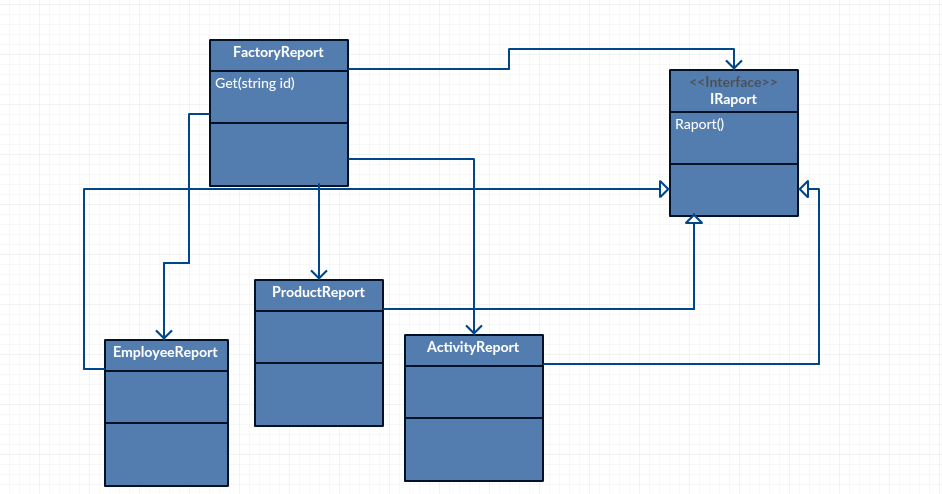 FactoryReport
Get(string id)
<<Interface>>
IRaport
Raport()
ProductReport
ActivityReport
EmployeeReport